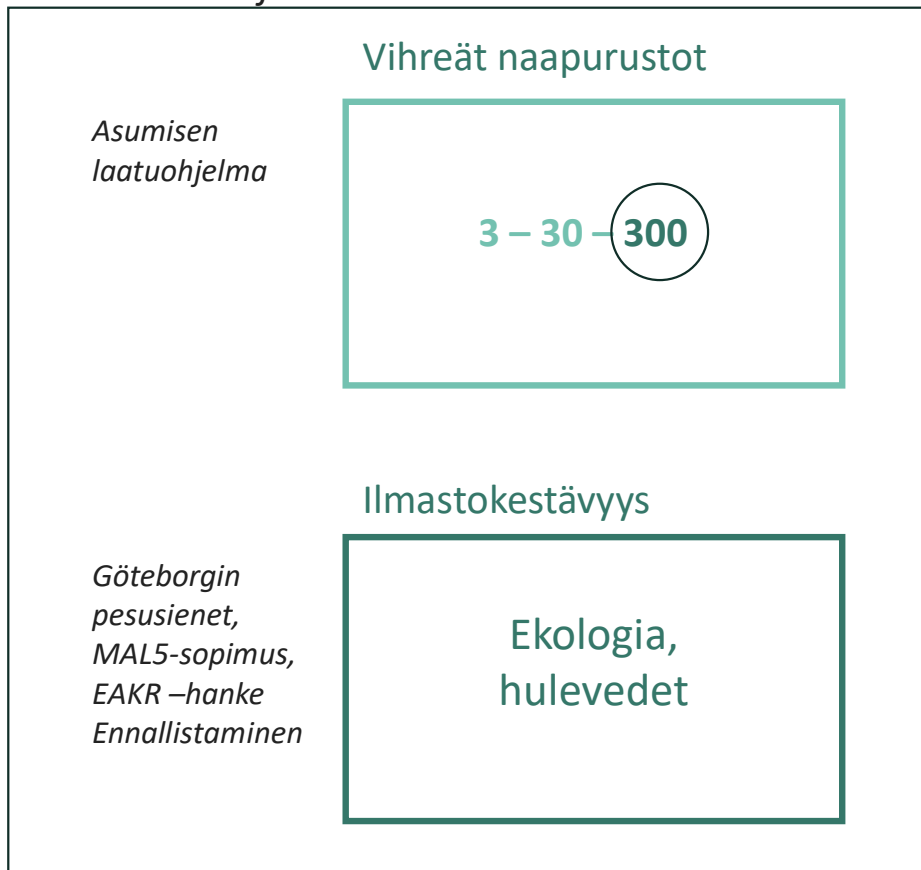 Vihreät naapurustot
Asumisen
laatuohjelma
3 – 30 – 300
Ilmastokestävyys
Göteborgin
pesusienet,
MAL5-sopimus,
EAKR –hanke
Ennallistaminen
Ekologia,
hulevedet